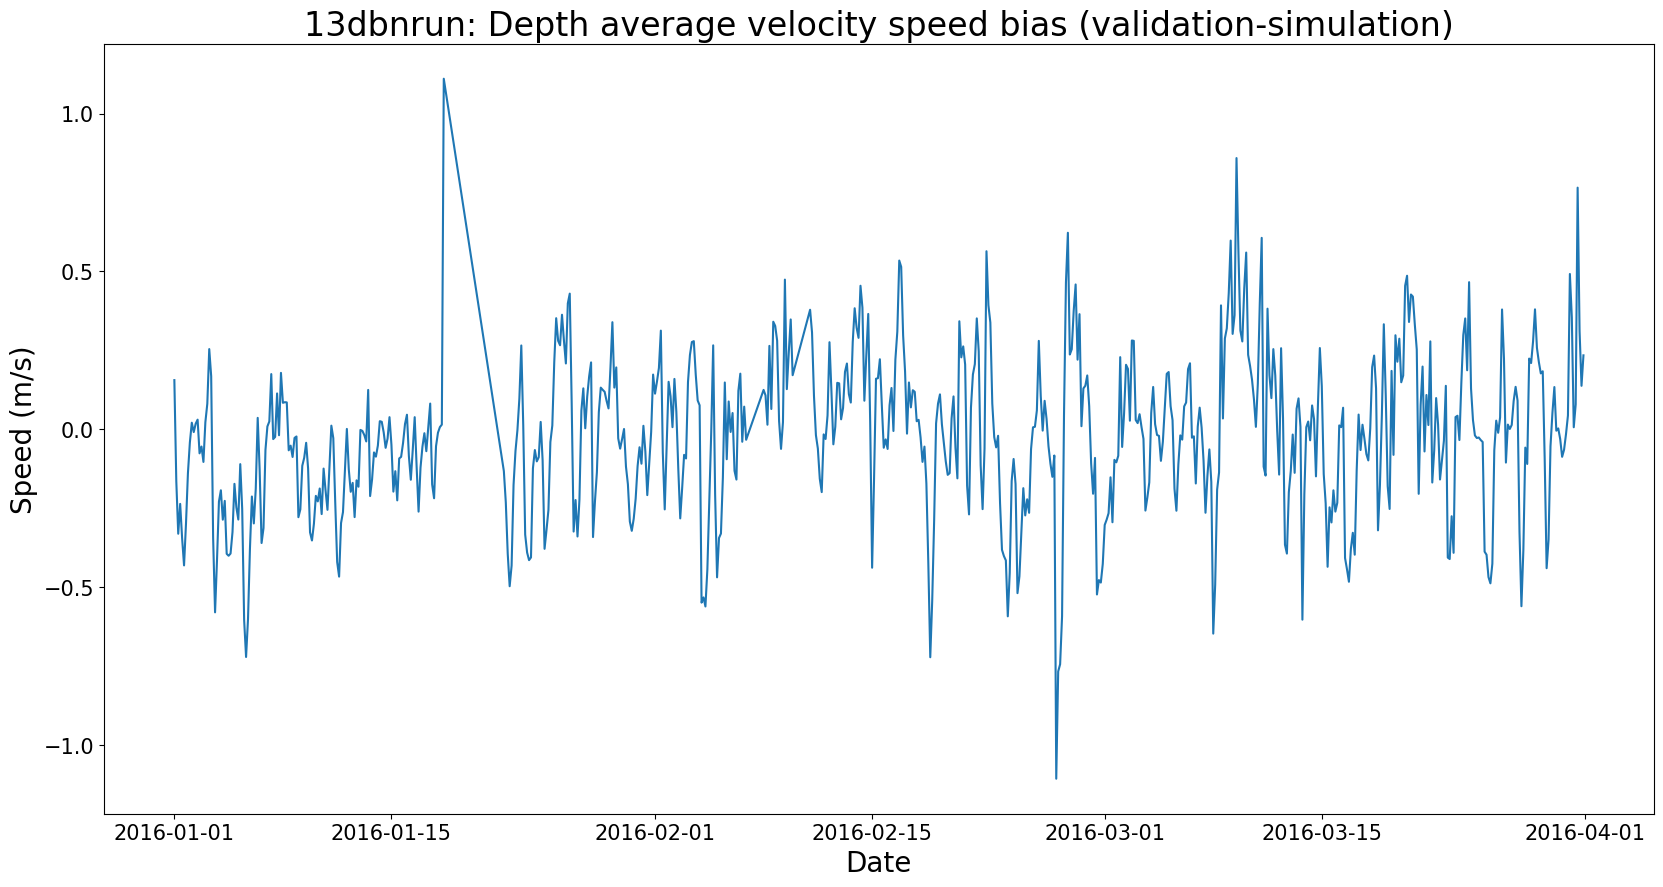 13dbnrun: Depth average velocity speed bias (validation-simulation)
Speed (m/s)
1.0
0.5
0.0
−0.5
−1.0
2016-01-01 2016-01-15 2016-02-01 2016-02-15 2016-03-01 2016-03-15 2016-04-01
Date